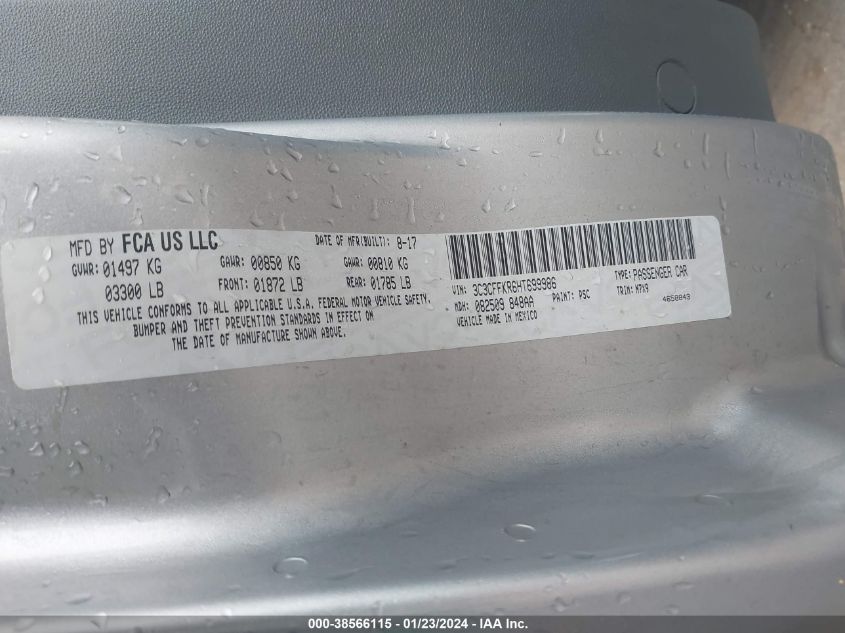 MFD BY FCA US LLC
DATE OF MFR(BUILT): 8-17
GVWR: 01497 KG
GAWR: 00850 KG
GAWR: 00810 KG
03300 LB
FRONT: 01872 LB
REAR: 01785 LB
THIS VEHICLE CONFORMS TO ALL APPLICABLE U.S.A. FEDERAL MOTOR VEHICLE SAFETY,
BUMPER AND THEFT PREVENTION STANDARDS IN EFFECT ON
THE DATE OF MANUFACTURE SHOWN ABOVE.
VIN: 3C3CFFKR6HT699986
TYPE: PASSENGER CAR
MDH: 082509 848AA
PAINT: PSC
TRIM: KPX9
VEHICLE MADE IN MEXICO
4650843
000-38566115 - 01/23/2024 - IAA Inc.